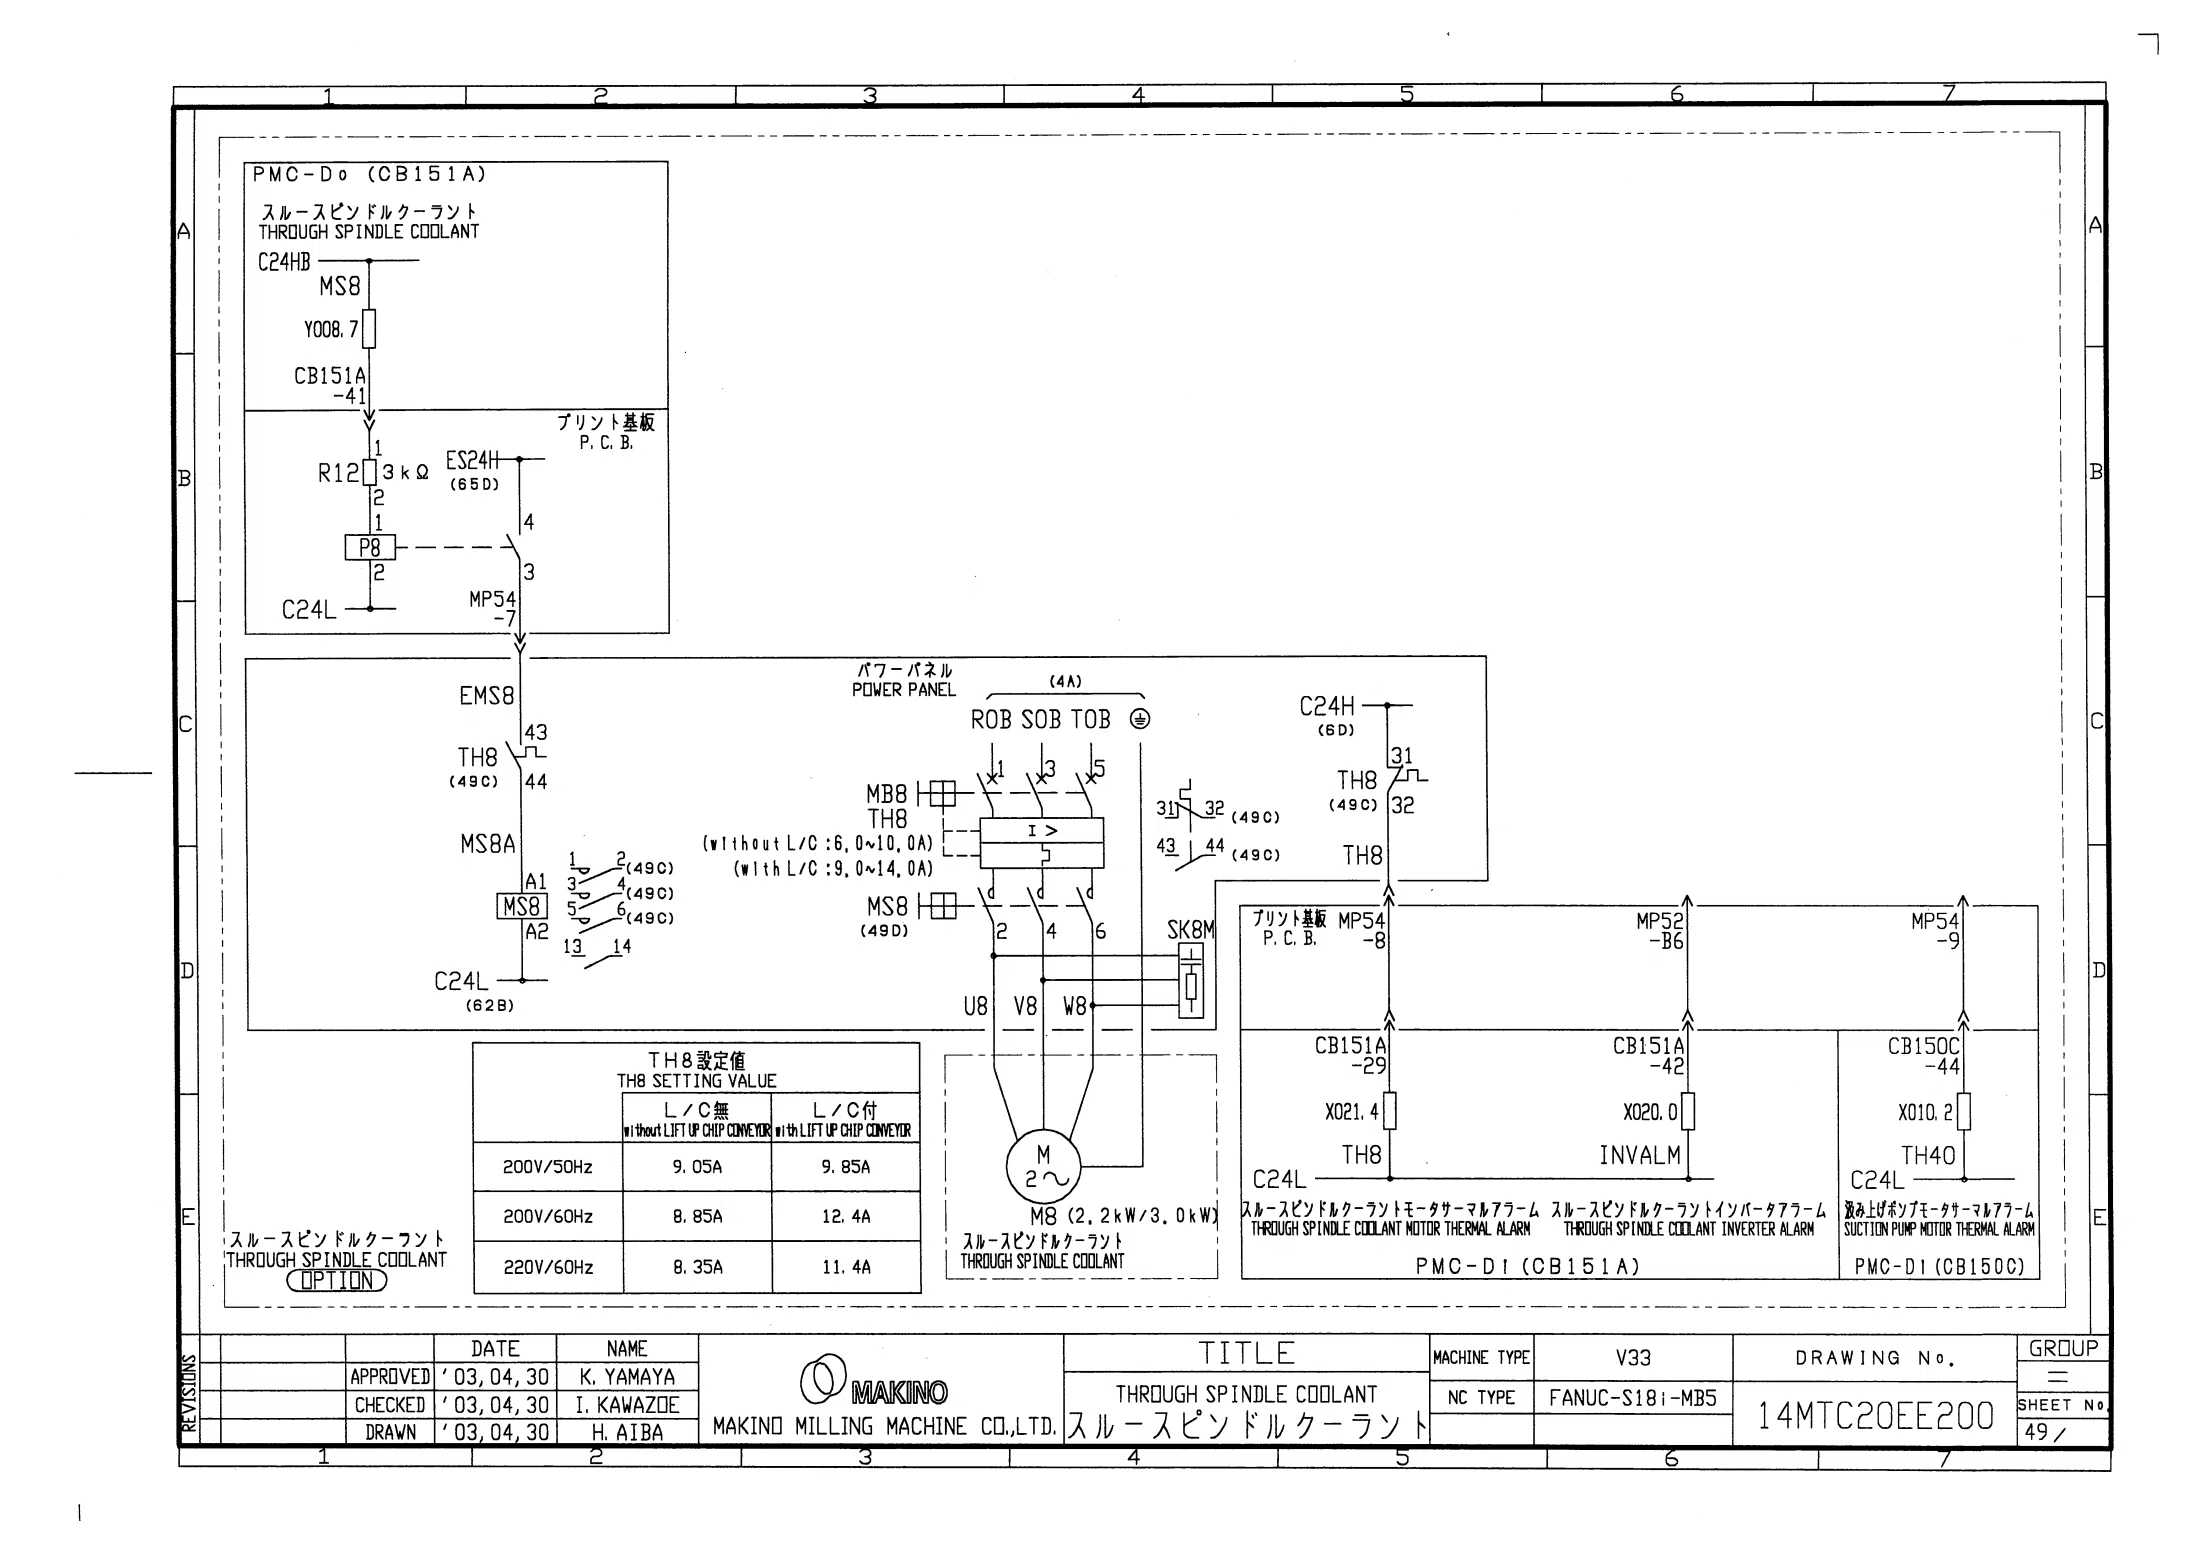 1 2 3 4 5 6 7
A
B
C
D
E
A
B
C
D
E
PMC-Do (CB151A)
スルースピンドルクーラント
THROUGH SPINDLE COOLANT
C24HB
MS8
Y008.7
CB151A
-41
プリント基板
P.C.B.
1
R12 3kΩ
2
1
P8
2
C24L
ES24H
(65D)
4
3
MP54
-7
パワーパネル
POWER PANEL
EMS8
43
TH8
(49C)
44
MS8A
A1
MS8
A2
C24L
(62B)
1 2 (49C)
3 4 (49C)
5 6 (49C)
13 14
(4A)
R0B S0B T0B
1 3 5
MB8
TH8
(without L/C :6.0~10.0A)
(with L/C :9.0~14.0A)
I >
MS8
(49D)
2 4 6
U8 V8 W8
SK8M
31 32 (49C)
43 44 (49C)
C24H
(6D)
31
TH8
(49C)
32
TH8
プリント基板
P.C.B.
MP54
-8
MP52
-B6
MP54
-9
CB151A
-29
CB151A
-42
CB150C
-44
X021.4
X020.0
X010.2
TH8
INVALM
TH40
C24L
C24L
スルースピンドルクーラントモータサーマルアラーム
THROUGH SPINDLE COOLANT MOTOR THERMAL ALARM
スルースピンドルクーラントインバータアラーム
THROUGH SPINDLE COOLANT INVERTER ALARM
汲み上げポンプモータサーマルアラーム
SUCTION PUMP MOTOR THERMAL ALARM
PMC-DI (CB151A)
PMC-DI (CB150C)
TH8設定値
TH8 SETTING VALUE
L/C無 L/C付
without LIFT UP CHIP CONVEYOR with LIFT UP CHIP CONVEYOR
200V/50Hz 9.05A 9.85A
200V/60Hz 8.85A 12.4A
220V/60Hz 8.35A 11.4A
M
2~
M8 (2.2kW/3.0kW)
スルースピンドルクーラント
THROUGH SPINDLE COOLANT
スルースピンドルクーラント
THROUGH SPINDLE COOLANT
OPTION
REVISIONS
DATE NAME
APPROVED '03,04,30 K. YAMAYA
CHECKED '03,04,30 I. KAWAZOE
DRAWN '03,04,30 H. AIBA
MAKINO
MAKINO MILLING MACHINE CO.,LTD.
TITLE
THROUGH SPINDLE COOLANT
スルースピンドルクーラント
MACHINE TYPE V33
NC TYPE FANUC-S18i-MB5
DRAWING No.
14MTC20EE200
GROUP
=
SHEET No.
49/
1 2 3 4 5 6 7